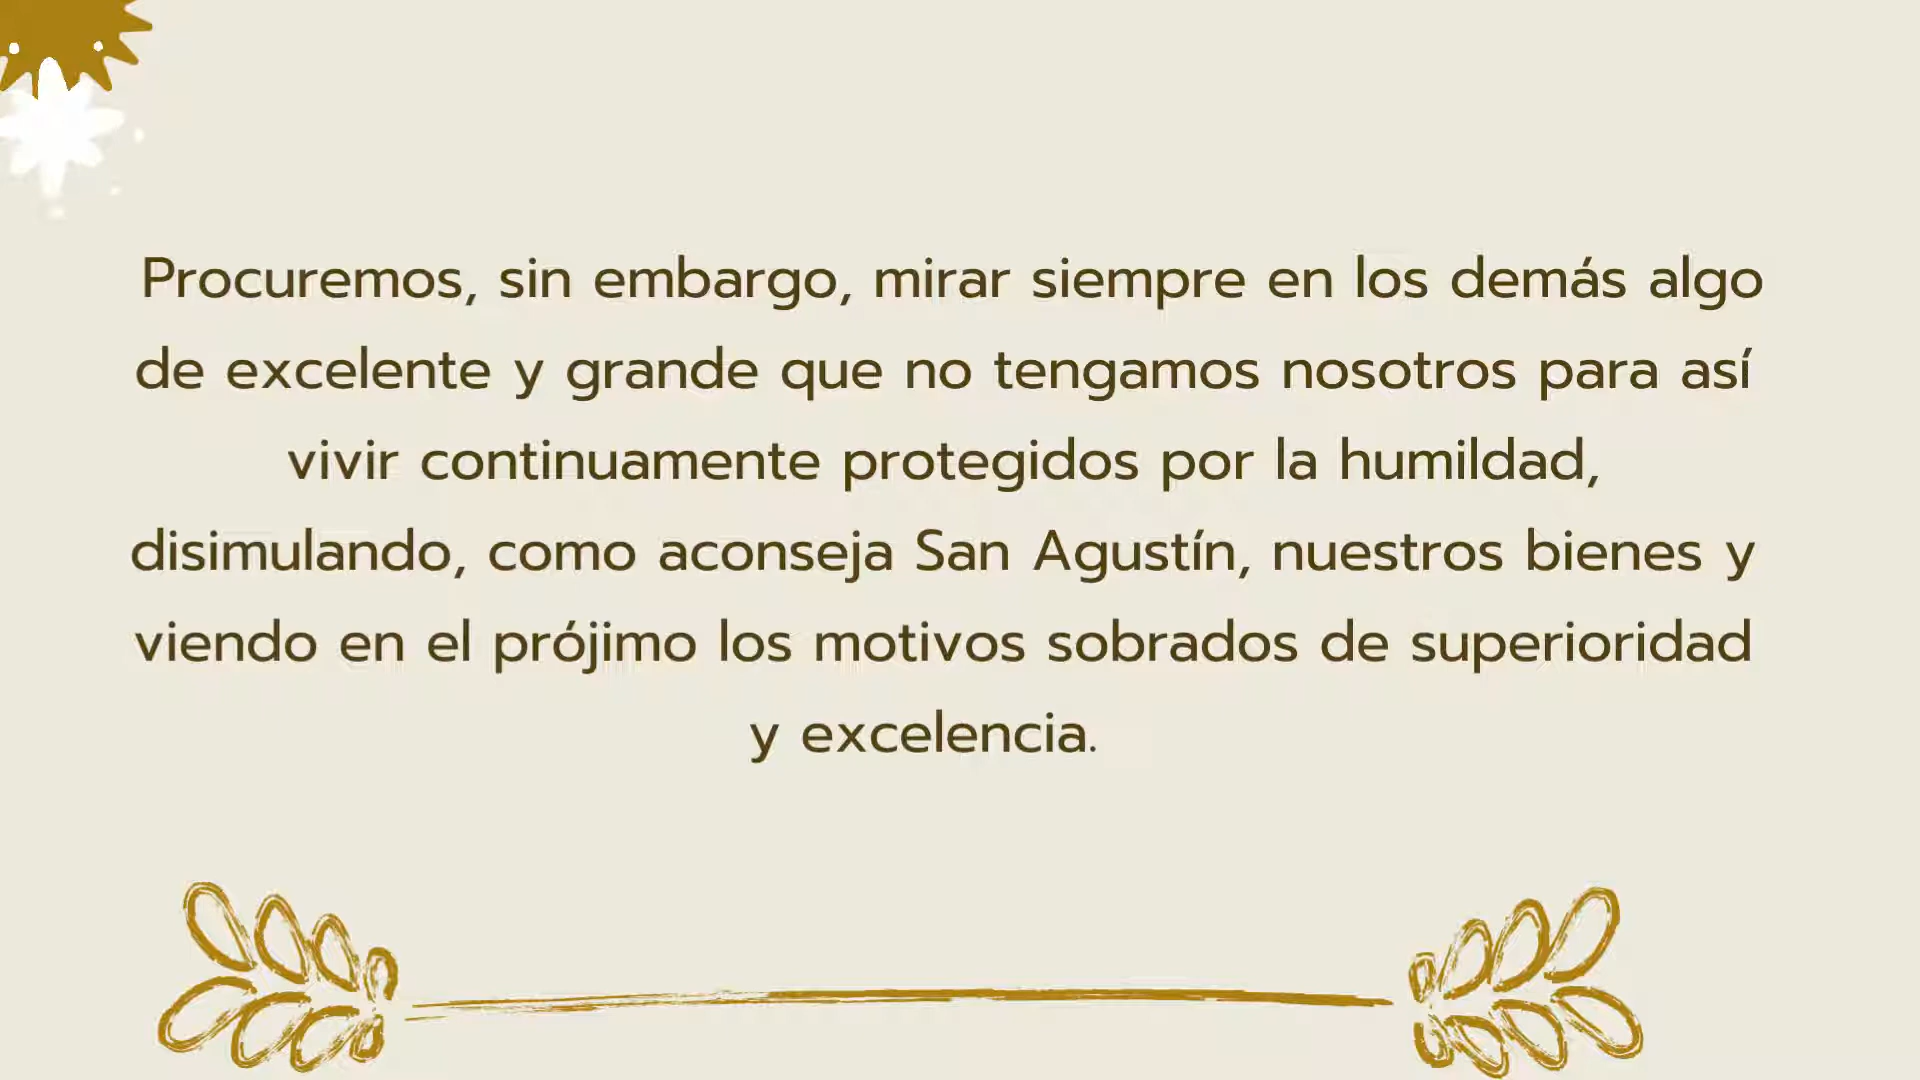 Procuremos, sin embargo, mirar siempre en los demás algo
de excelente y grande que no tengamos nosotros para así
vivir continuamente protegidos por la humildad,
disimulando, como aconseja San Agustín, nuestros bienes y
viendo en el prójimo los motivos sobrados de superioridad
y excelencia.